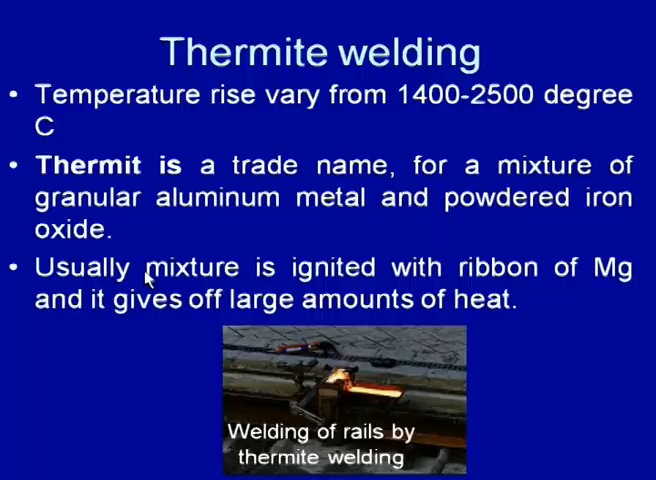 Thermite welding
• Temperature rise vary from 1400-2500 degree
C
• Thermit is a trade name, for a mixture of
granular aluminum metal and powdered iron
oxide.
• Usually mixture is ignited with ribbon of Mg
and it gives off large amounts of heat.
Welding of rails by
thermite welding